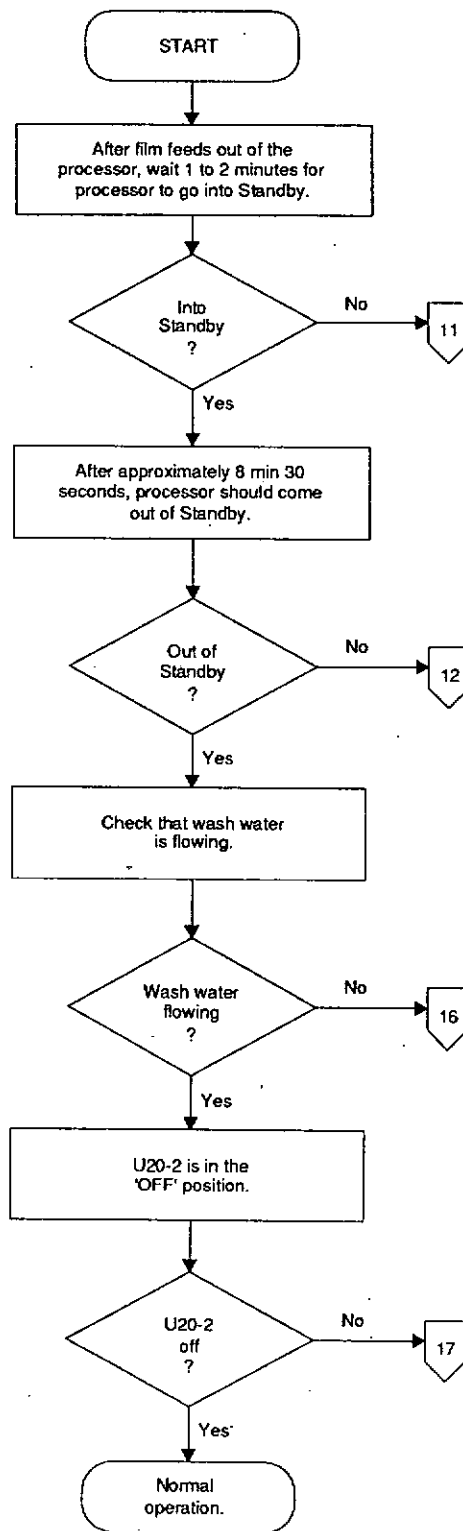 START
After film feeds out of the
processor, wait 1 to 2 minutes for
processor to go into Standby.
Into
Standby
?
No
11
Yes
After approximately 8 min 30
seconds, processor should come
out of Standby.
Out of
Standby
?
No
12
Yes
Check that wash water
is flowing.
Wash water
flowing
?
No
16
Yes
U20-2 is in the
'OFF' position.
U20-2
off
?
No
17
Yes
Normal
operation.